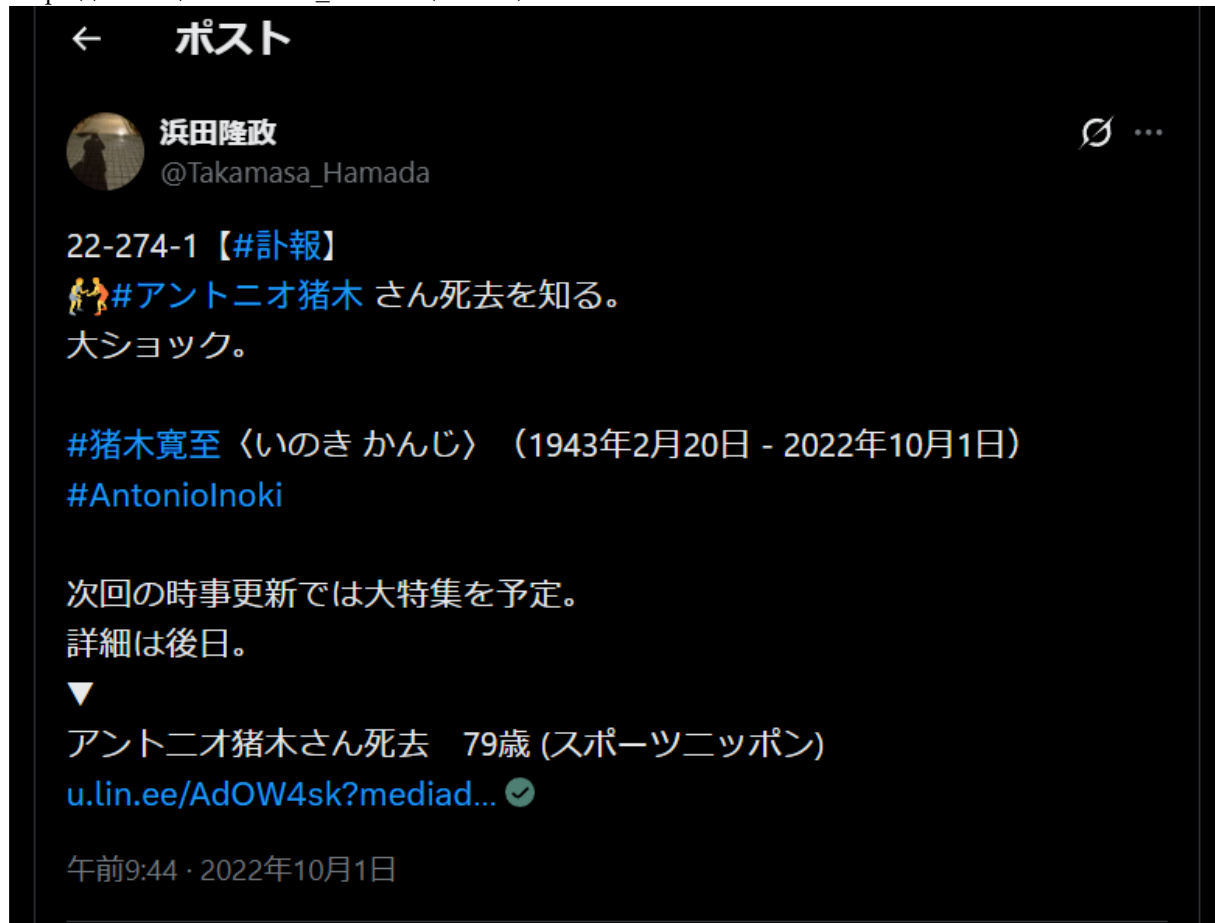 ← ポスト
浜田隆政
@Takamasa_Hamada
22-274-1【#訃報】
🤼#アントニオ猪木 さん死去を知る。
大ショック。
#猪木寛至〈いのき かんじ〉（1943年2月20日 - 2022年10月1日）
#AntonioInoki
次回の時事更新では大特集を予定。
詳細は後日。
▼
アントニオ猪木さん死去　79歳 (スポーツニッポン)
u.lin.ee/AdOW4sk?mediad...
午前9:44 · 2022年10月1日